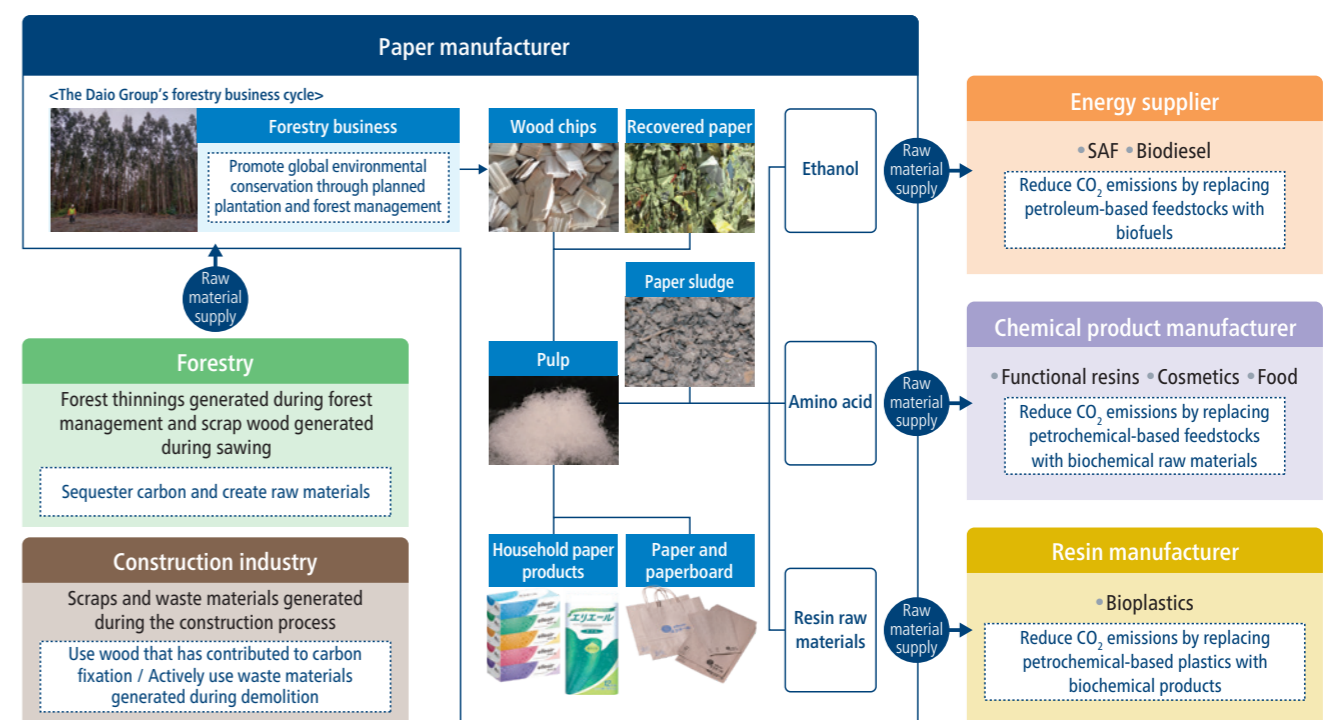 Paper manufacturer
<The Daio Group's forestry business cycle>
Forestry business
Promote global environmental
conservation through planned
plantation and forest management
Wood chips
Recovered paper
Paper sludge
Pulp
Household paper
products
Paper and
paperboard
エリエール
Ethanol
Amino acid
Resin raw
materials
Raw
material
supply
Forestry
Forest thinnings generated during forest
management and scrap wood generated
during sawing
Sequester carbon and create raw materials
Construction industry
Scraps and waste materials generated
during the construction process
Use wood that has contributed to carbon
fixation / Actively use waste materials
generated during demolition
Raw
material
supply
Energy supplier
•SAF •Biodiesel
Reduce CO₂ emissions by replacing
petroleum-based feedstocks with
biofuels
Raw
material
supply
Chemical product manufacturer
•Functional resins •Cosmetics •Food
Reduce CO₂ emissions by replacing
petrochemical-based feedstocks
with biochemical raw materials
Raw
material
supply
Resin manufacturer
•Bioplastics
Reduce CO₂ emissions by replacing
petrochemical-based plastics with
biochemical products